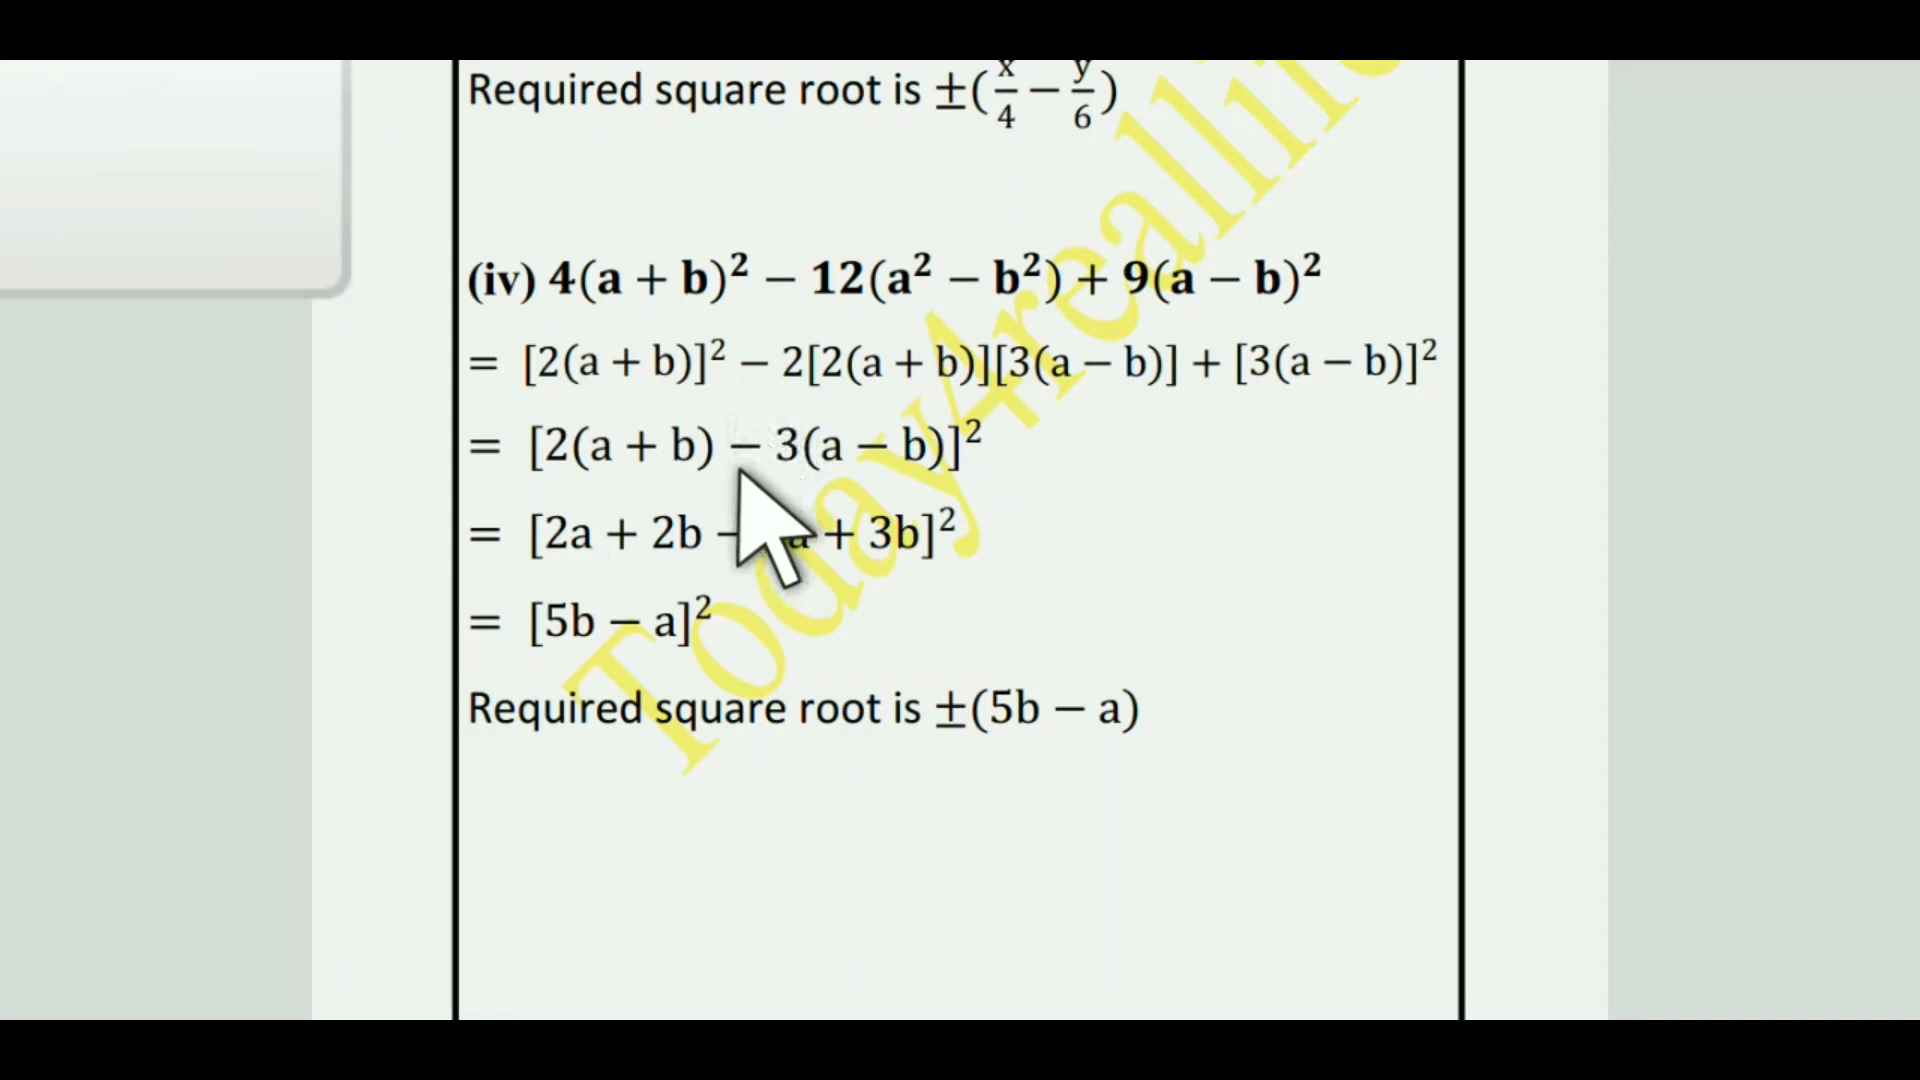 Required square root is ±(x/4 − y/6)
(iv) 4(a + b)² − 12(a² − b²) + 9(a − b)²
= [2(a + b)]² − 2[2(a + b)][3(a − b)] + [3(a − b)]²
= [2(a + b) − 3(a − b)]²
= [2a + 2b − a + 3b]²
= [5b − a]²
Required square root is ±(5b − a)
Today4reallife